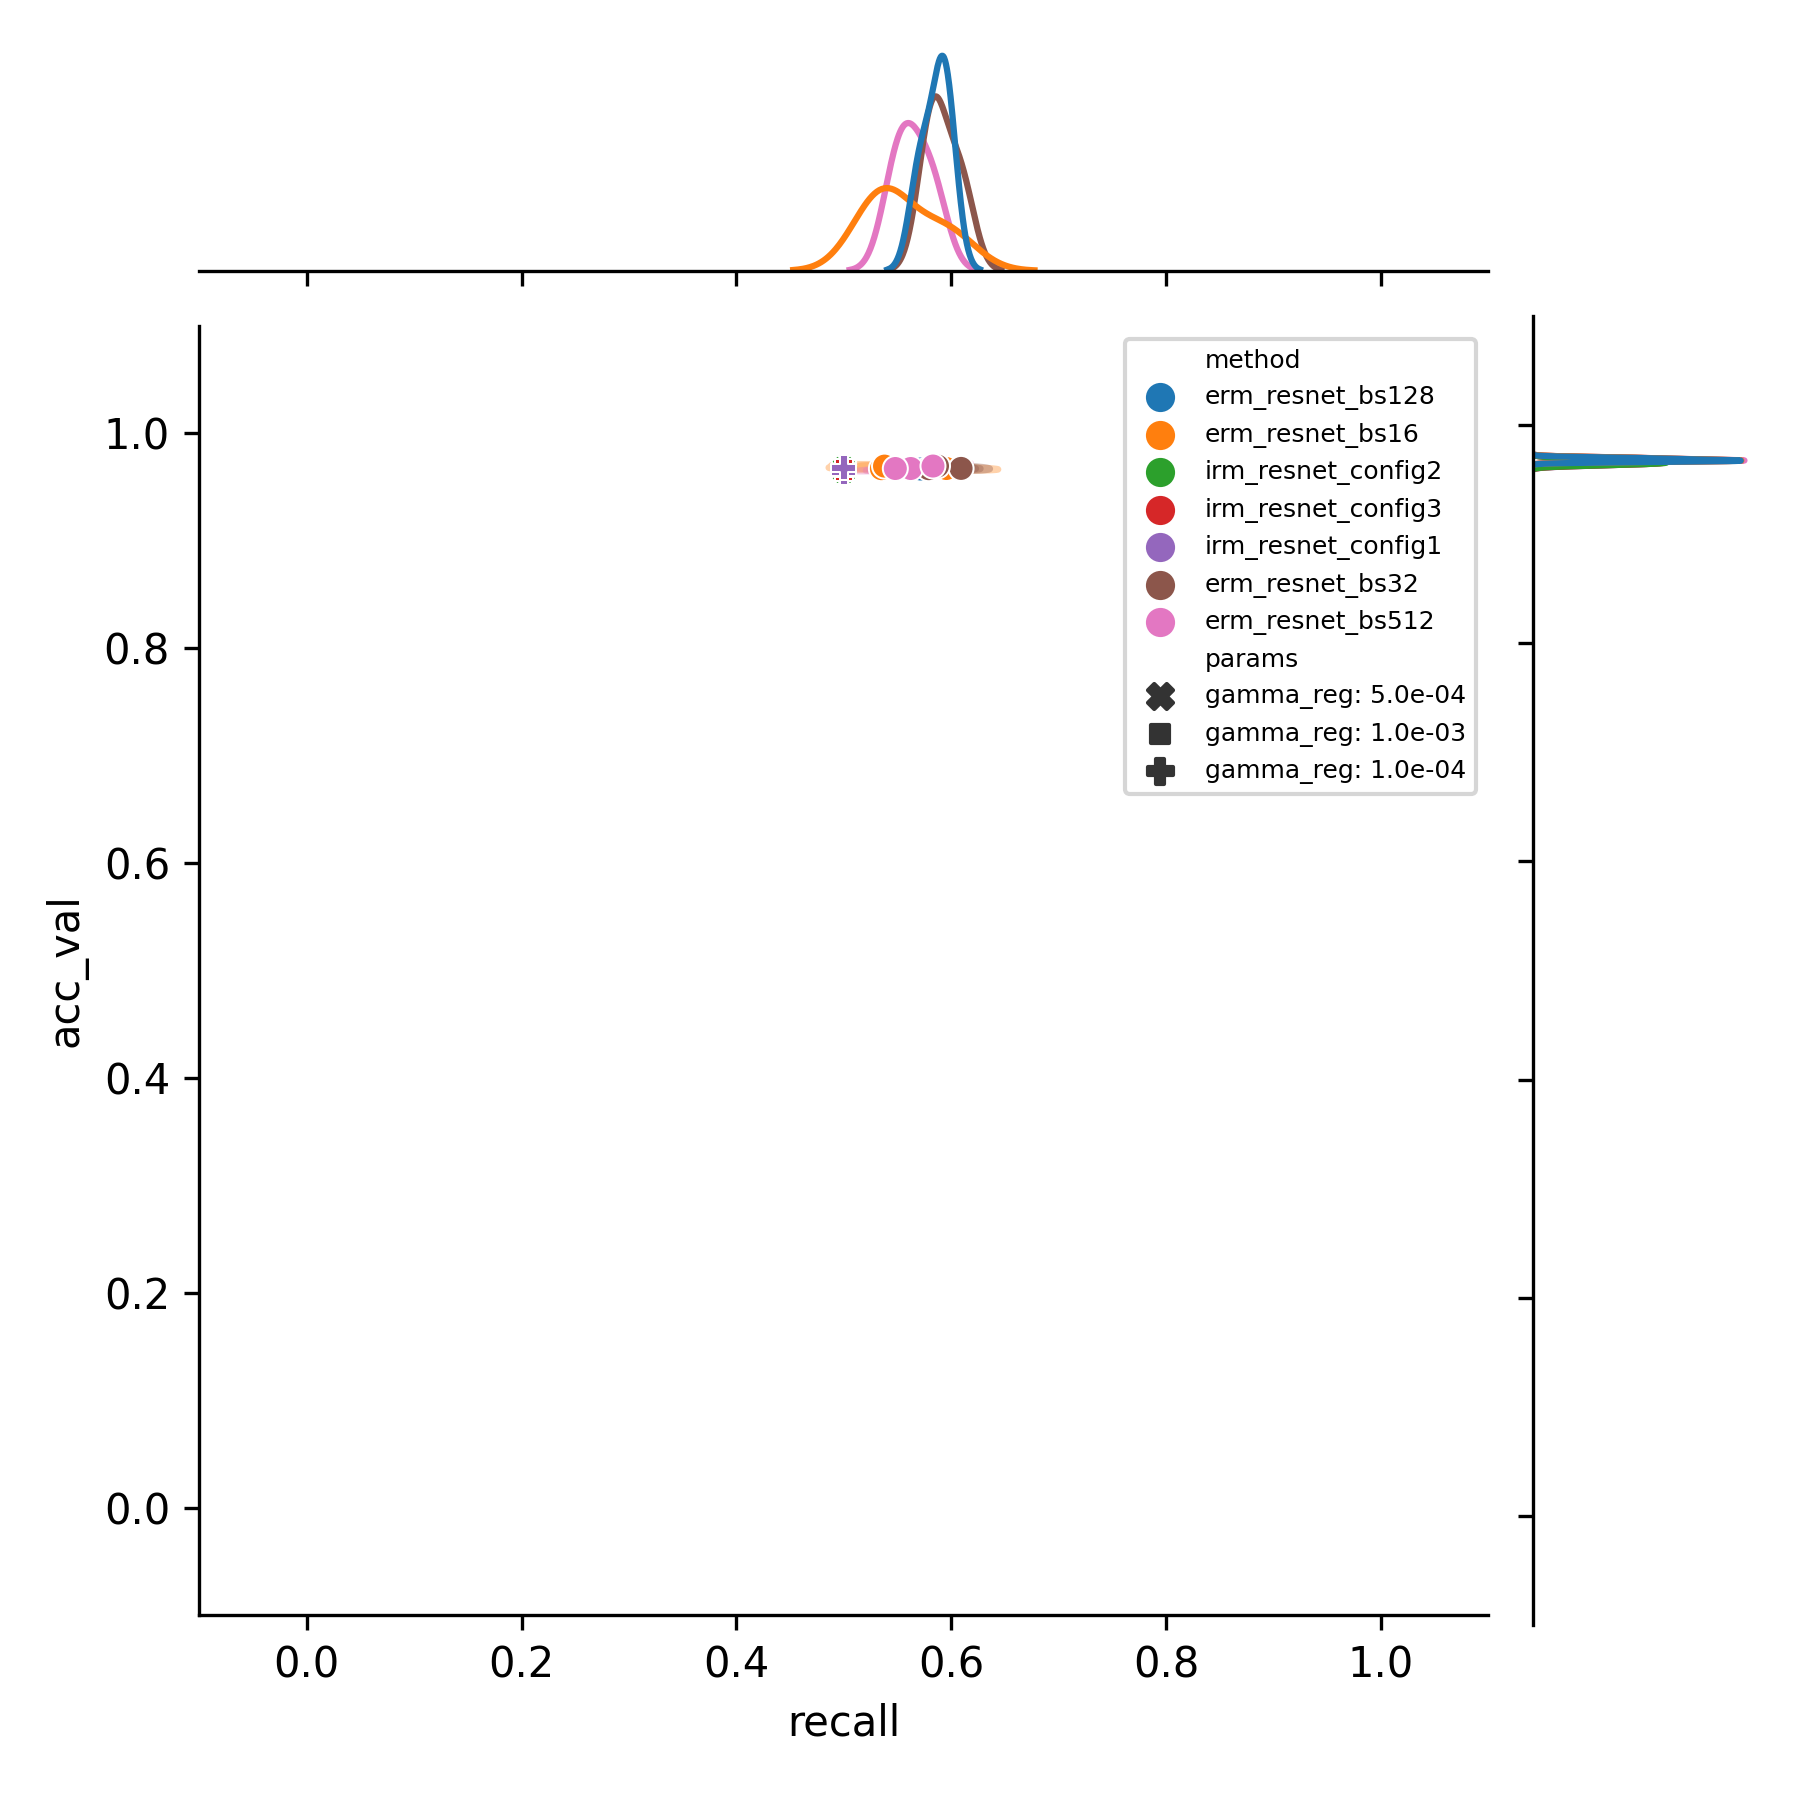 method
erm_resnet_bs128
erm_resnet_bs16
irm_resnet_config2
irm_resnet_config3
irm_resnet_config1
erm_resnet_bs32
erm_resnet_bs512
params
gamma_reg: 5.0e-04
gamma_reg: 1.0e-03
gamma_reg: 1.0e-04
1.0
0.8
0.6
0.4
0.2
0.0
acc_val
0.0 0.2 0.4 0.6 0.8 1.0
recall